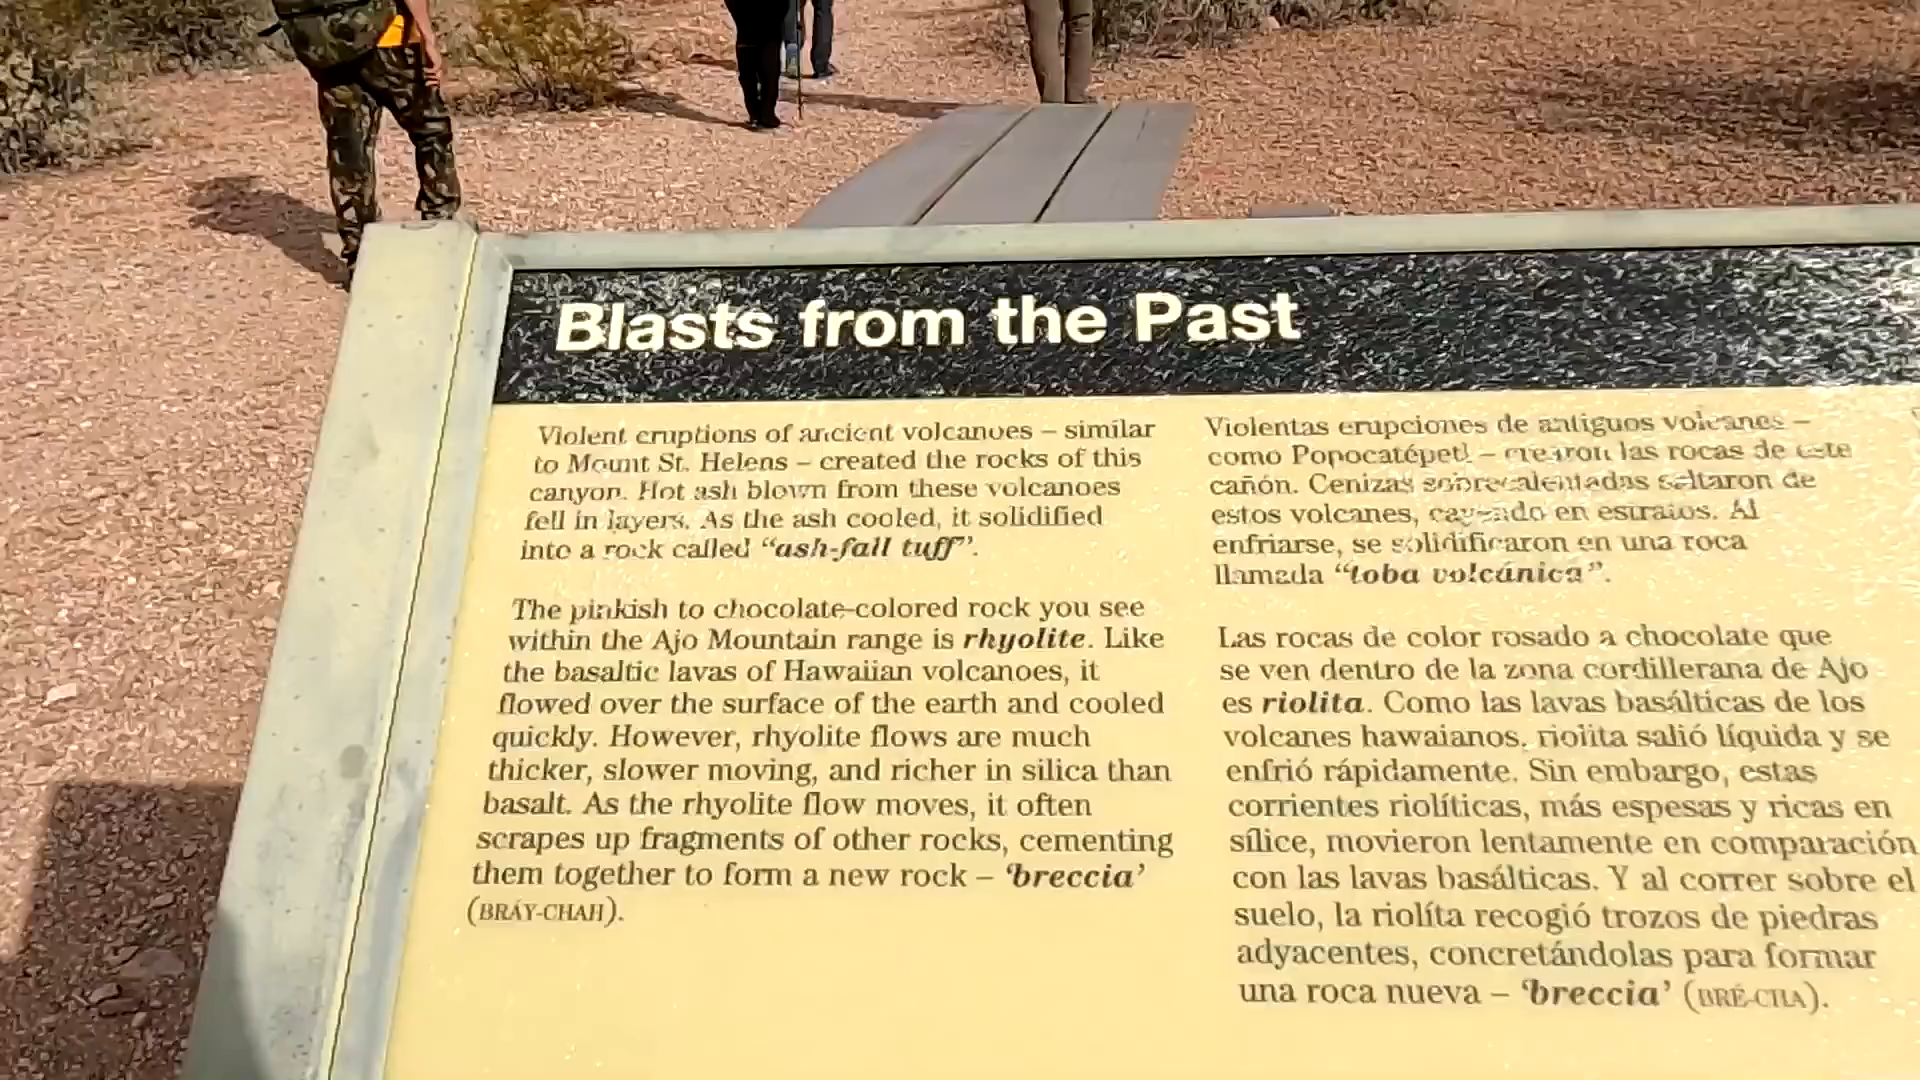 Blasts from the Past
Violent eruptions of ancient volcanoes – similar
to Mount St. Helens – created the rocks of this
canyon. Hot ash blown from these volcanoes
fell in layers. As the ash cooled, it solidified
into a rock called “ash-fall tuff”.
The pinkish to chocolate-colored rock you see
within the Ajo Mountain range is rhyolite. Like
the basaltic lavas of Hawaiian volcanoes, it
flowed over the surface of the earth and cooled
quickly. However, rhyolite flows are much
thicker, slower moving, and richer in silica than
basalt. As the rhyolite flow moves, it often
scrapes up fragments of other rocks, cementing
them together to form a new rock – ‘breccia’
(BRÁY-CHAH).
Violentas erupciones de antiguos volcanes –
como Popocatépetl – crearon las rocas de este
cañón. Cenizas sobrecalentadas saltaron de
estos volcanes, cayendo en estratos. Al
enfriarse, se solidificaron en una roca
llamada “toba volcánica”.
Las rocas de color rosado a chocolate que
se ven dentro de la zona cordillerana de Ajo
es riolita. Como las lavas basálticas de los
volcanes hawaianos, riolita salió líquida y se
enfrió rápidamente. Sin embargo, estas
corrientes riolíticas, más espesas y ricas en
sílice, movieron lentamente en comparación
con las lavas basálticas. Y al correr sobre el
suelo, la riolíta recogió trozos de piedras
adyacentes, concretándolas para formar
una roca nueva – ‘breccia’ (BRÉ-CHA).